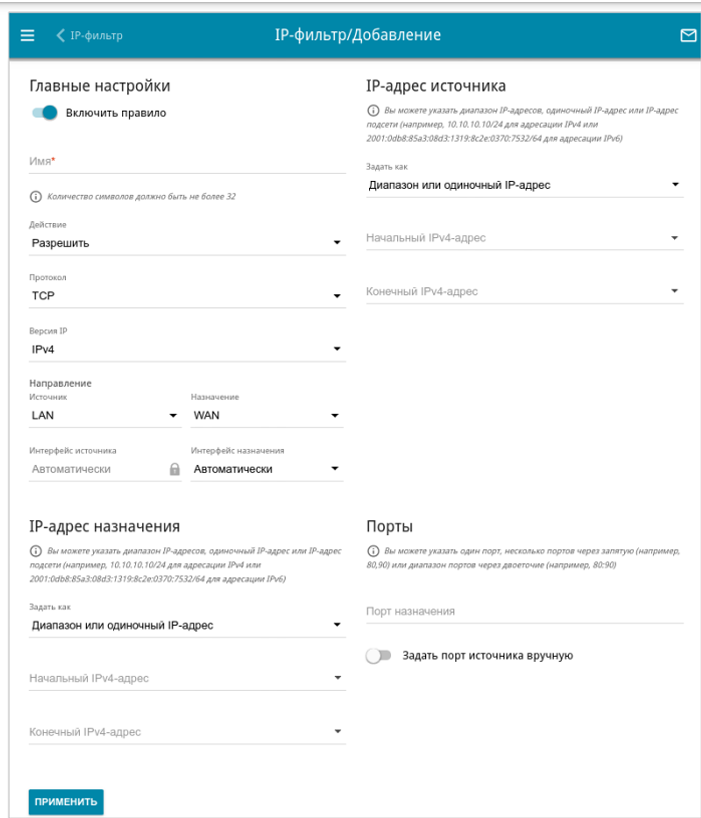 IP-фильтр
IP-фильтр/Добавление
Главные настройки
Включить правило
Имя*
Количество символов должно быть не более 32
Действие
Разрешить
Протокол
TCP
Версия IP
IPv4
Направление
Источник
Назначение
LAN
WAN
Интерфейс источника
Интерфейс назначения
Автоматически
Автоматически
IP-адрес источника
Вы можете указать диапазон IP-адресов, одиночный IP-адрес или IP-адрес
подсети (например, 10.10.10.10/24 для адресации IPv4 или
2001:0db8:85a3:08d3:1319:8c2e:0370:7532/64 для адресации IPv6)
Задать как
Диапазон или одиночный IP-адрес
Начальный IPv4-адрес
Конечный IPv4-адрес
IP-адрес назначения
Вы можете указать диапазон IP-адресов, одиночный IP-адрес или IP-адрес
подсети (например, 10.10.10.10/24 для адресации IPv4 или
2001:0db8:85a3:08d3:1319:8c2e:0370:7532/64 для адресации IPv6)
Задать как
Диапазон или одиночный IP-адрес
Начальный IPv4-адрес
Конечный IPv4-адрес
Порты
Вы можете указать один порт, несколько портов через запятую (например,
80,90) или диапазон портов через двоеточие (например, 80:90)
Порт назначения
Задать порт источника вручную
ПРИМЕНИТЬ